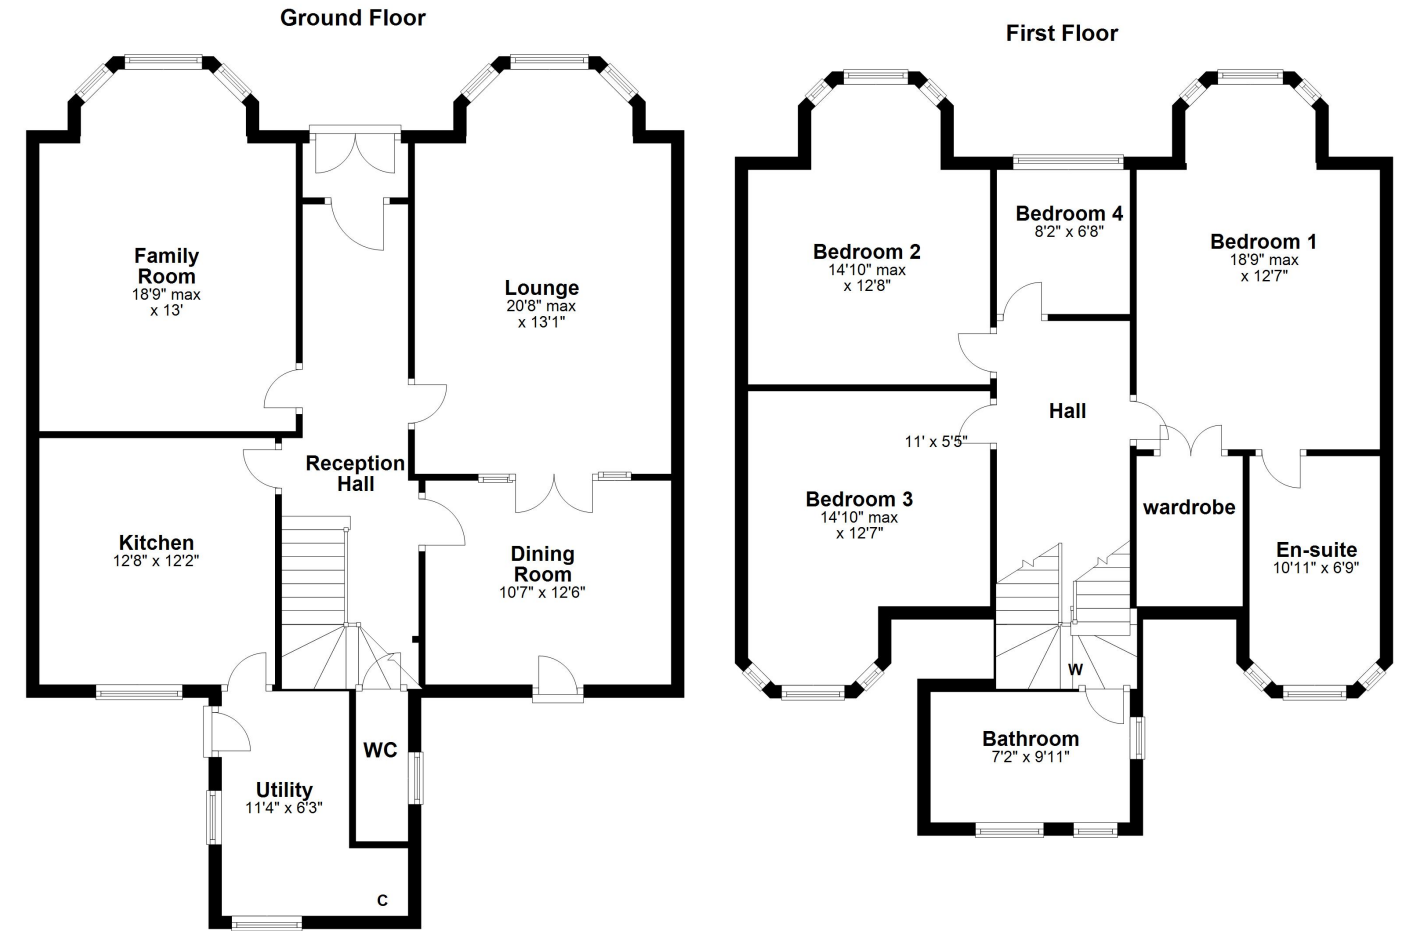 Ground Floor
First Floor
Family
Room
18'9" max
x 13'
Lounge
20'8" max
x 13'1"
Reception
Hall
Kitchen
12'8" x 12'2"
Dining
Room
10'7" x 12'6"
WC
Utility
11'4" x 6'3"
C
Bedroom 2
14'10" max
x 12'8"
Bedroom 4
8'2" x 6'8"
Bedroom 1
18'9" max
x 12'7"
Hall
11' x 5'5"
Bedroom 3
14'10" max
x 12'7"
wardrobe
En-suite
10'11" x 6'9"
W
Bathroom
7'2" x 9'11"